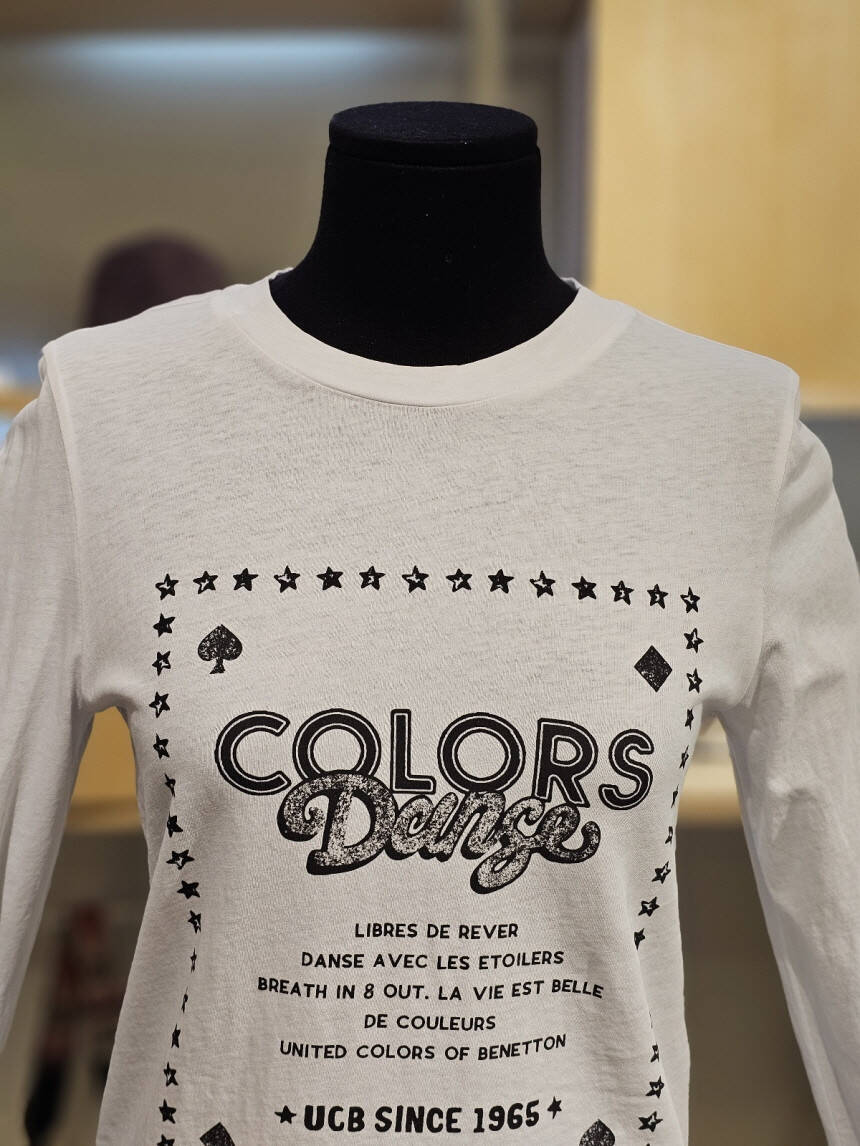 COLORS
Danse
LIBRES DE REVER
DANSE AVEC LES ETOILERS
BREATH IN & OUT. LA VIE EST BELLE
DE COULEURS
UNITED COLORS OF BENETTON
UCB SINCE 1965